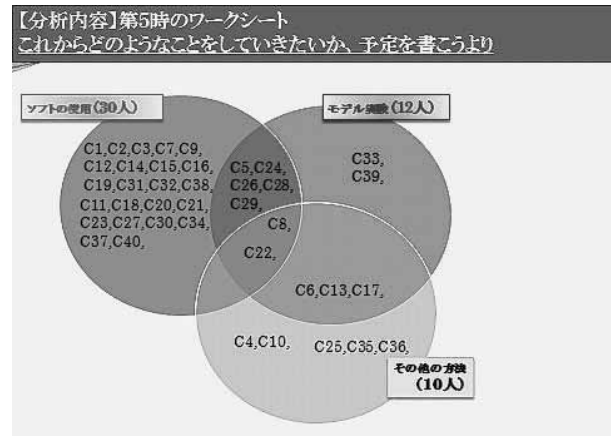 【分析内容】第5時のワークシート
これからどのようなことをしていきたいか、予定を書こうより
ソフトの使用(30人)
モデル実験(12人)
C1,C2,C3,C7,C9,
C12,C14,C15,C16,
C19,C31,C32,C38,
C11,C18,C20,C21,
C23,C27,C30,C34,
C37,C40,
C5,C24,
C26,C28,
C29,
C33,
C39,
C8,
C22,
C6,C13,C17,
C4,C10,
C25,C35,C36,
その他の方法
(10人)